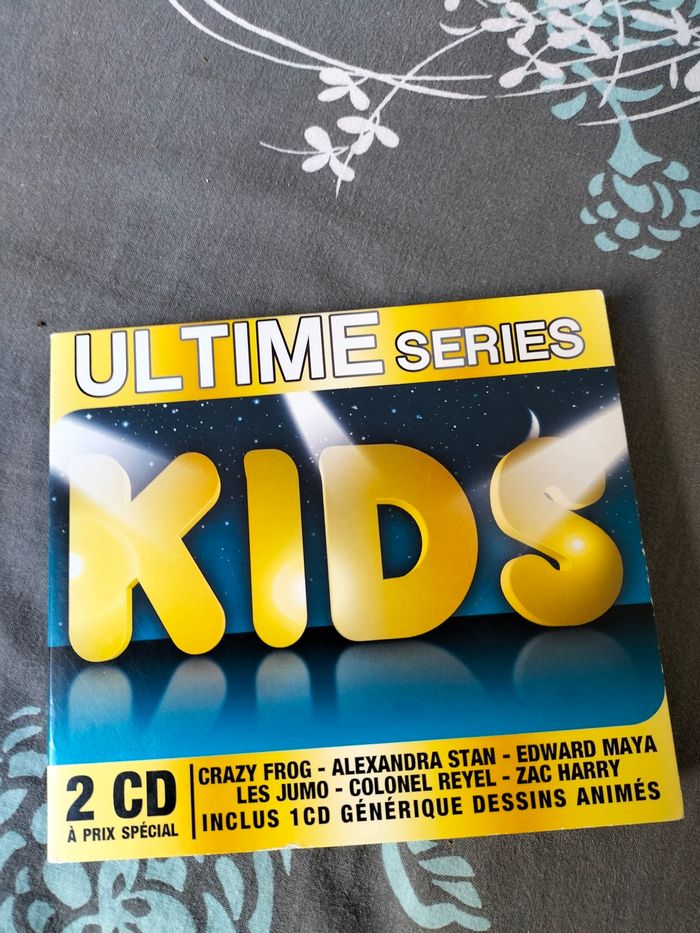 ULTIME SERIES
KIDS
2 CD
À PRIX SPÉCIAL
CRAZY FROG - ALEXANDRA STAN - EDWARD MAYA
LES JUMO - COLONEL REYEL - ZAC HARRY
INCLUS 1CD GÉNÉRIQUE DESSINS ANIMÉS